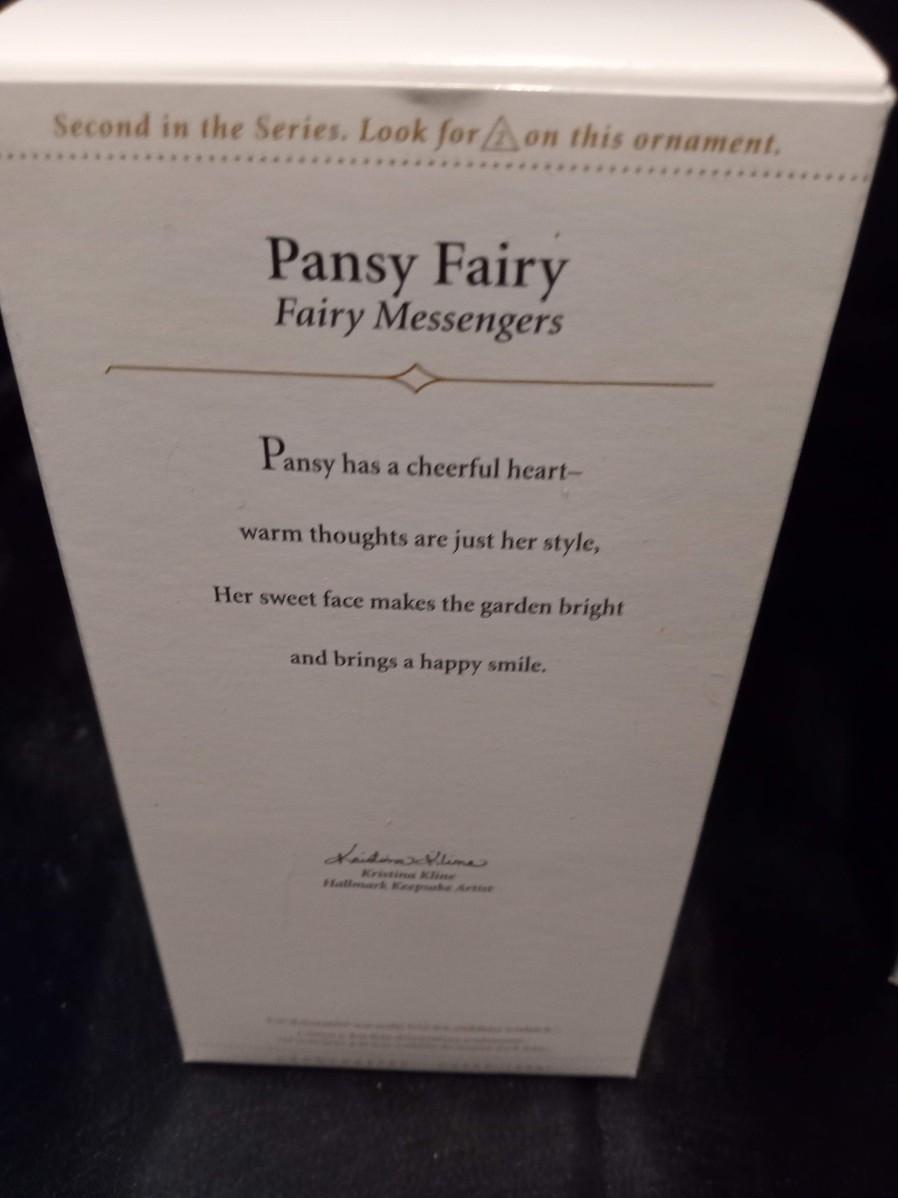 Second in the Series. Look for 2 on this ornament.
Pansy Fairy
Fairy Messengers
Pansy has a cheerful heart–
warm thoughts are just her style,
Her sweet face makes the garden bright
and brings a happy smile.
Kristina Kline
Kristina Kline
Hallmark Keepsake Artist